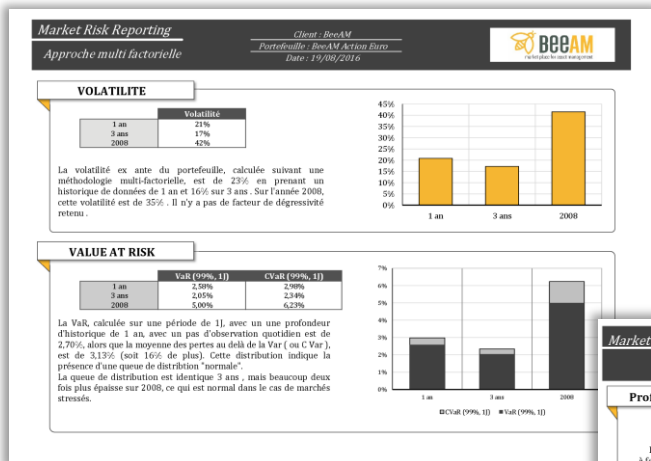 Market Risk Reporting
Approche multi factorielle
Client : BeeAM
Portefeuille : BeeAM Action Euro
Date : 19/08/2016
BEEAM
market place for asset management
VOLATILITE
Volatilité
1 an 21%
3 ans 17%
2008 42%
La volatilité ex ante du portefeuille, calculée suivant une
méthodologie multi-factorielle, est de 23% en prenant un
historique de données de 1 an et 16% sur 3 ans . Sur l'année 2008,
cette volatilité est de 35% . Il n'y a pas de facteur de dégressivité
retenu .
45%
40%
35%
30%
25%
20%
15%
10%
5%
0%
1 an 3 ans 2008
VALUE AT RISK
VaR (99%, 1J) CVaR (99%, 1J)
1 an 2,58% 2,98%
3 ans 2,05% 2,34%
2008 5,00% 6,23%
La VaR, calculée sur une période de 1J, avec un une profondeur
d'historique de 1 an, avec un pas d'observation quotidien est de
2,70%, alors que la moyenne des pertes au delà de la Var ( ou C Var ),
est de 3,13% (soit 16% de plus). Cette distribution indique la
présence d'une queue de distribtion "normale".
La queue de distribution est identique 3 ans , mais beaucoup deux
fois plus épaisse sur 2008, ce qui est normal dans le cas de marchés
stressés.
7%
6%
5%
4%
3%
2%
1%
0%
1 an 3 ans 2008
CVaR (99%, 1J) VaR (99%, 1J)
Market
Prof